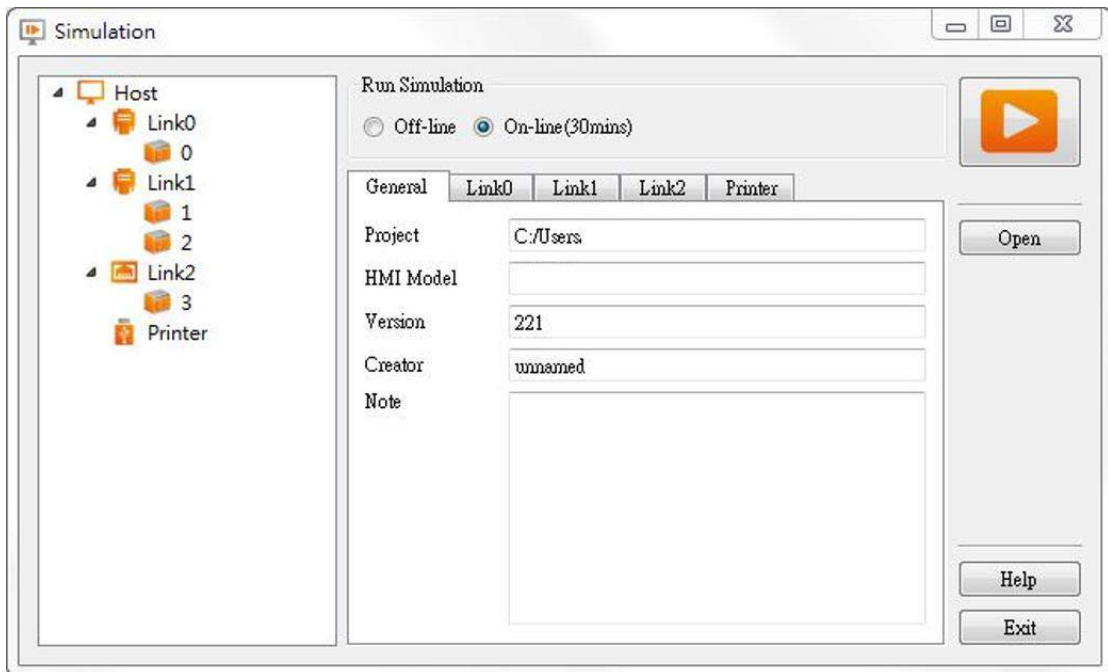 Simulation
Host
Link0
0
Link1
1
2
Link2
3
Printer
Run Simulation
Off-line On-line(30mins)
General Link0 Link1 Link2 Printer
Project C:/Users
HMI Model
Version 221
Creator unnamed
Note
Open
Help
Exit